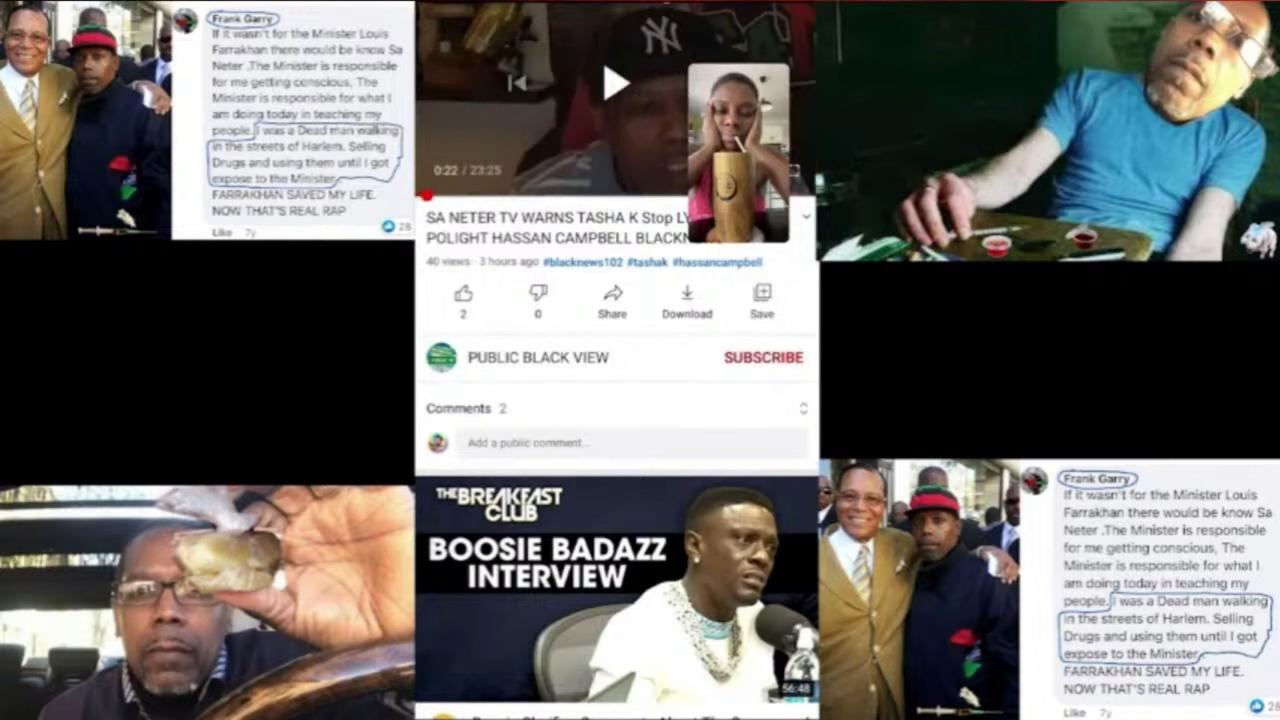 Frank Garry
If it wasn't for the Minister Louis
Farrakhan there would be know Sa
Neter .The Minister is responsible
for me getting conscious, The
Minister is responsible for what I
am doing today in teaching my
people. I was a Dead man walking
in the streets of Harlem. Selling
Drugs and using them until I got
expose to the Minister
FARRAKHAN SAVED MY LIFE.
NOW THAT'S REAL RAP
Like 7y
28
NY
0:22 / 23:25
SA NETER TV WARNS TASHA K Stop LY
POLIGHT HASSAN CAMPBELL BLACKN
40 views · 3 hours ago #blacknews102 #tashak #hassancampbell
2
0
Share
Download
Save
PUBLIC BLACK VIEW
SUBSCRIBE
Comments 2
Add a public comment...
THE BREAKFAST
CLUB
BOOSIE BADAZZ
INTERVIEW
56:48
Frank Garry
If it wasn't for the Minister Louis
Farrakhan there would be know Sa
Neter .The Minister is responsible
for me getting conscious, The
Minister is responsible for what I
am doing today in teaching my
people. I was a Dead man walking
in the streets of Harlem. Selling
Drugs and using them until I got
expose to the Minister
FARRAKHAN SAVED MY LIFE.
NOW THAT'S REAL RAP
Like 7y
28